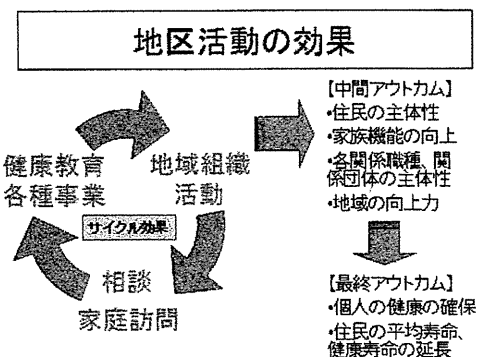 地区活動の効果
健康教育
各種事業
地域組織
活動
サイクル効果
相談
家庭訪問
【中間アウトカム】
•住民の主体性
•家族機能の向上
•各関係職種、関
係団体の主体性
•地域の向上力
【最終アウトカム】
•個人の健康の確保
•住民の平均寿命、
健康寿命の延長